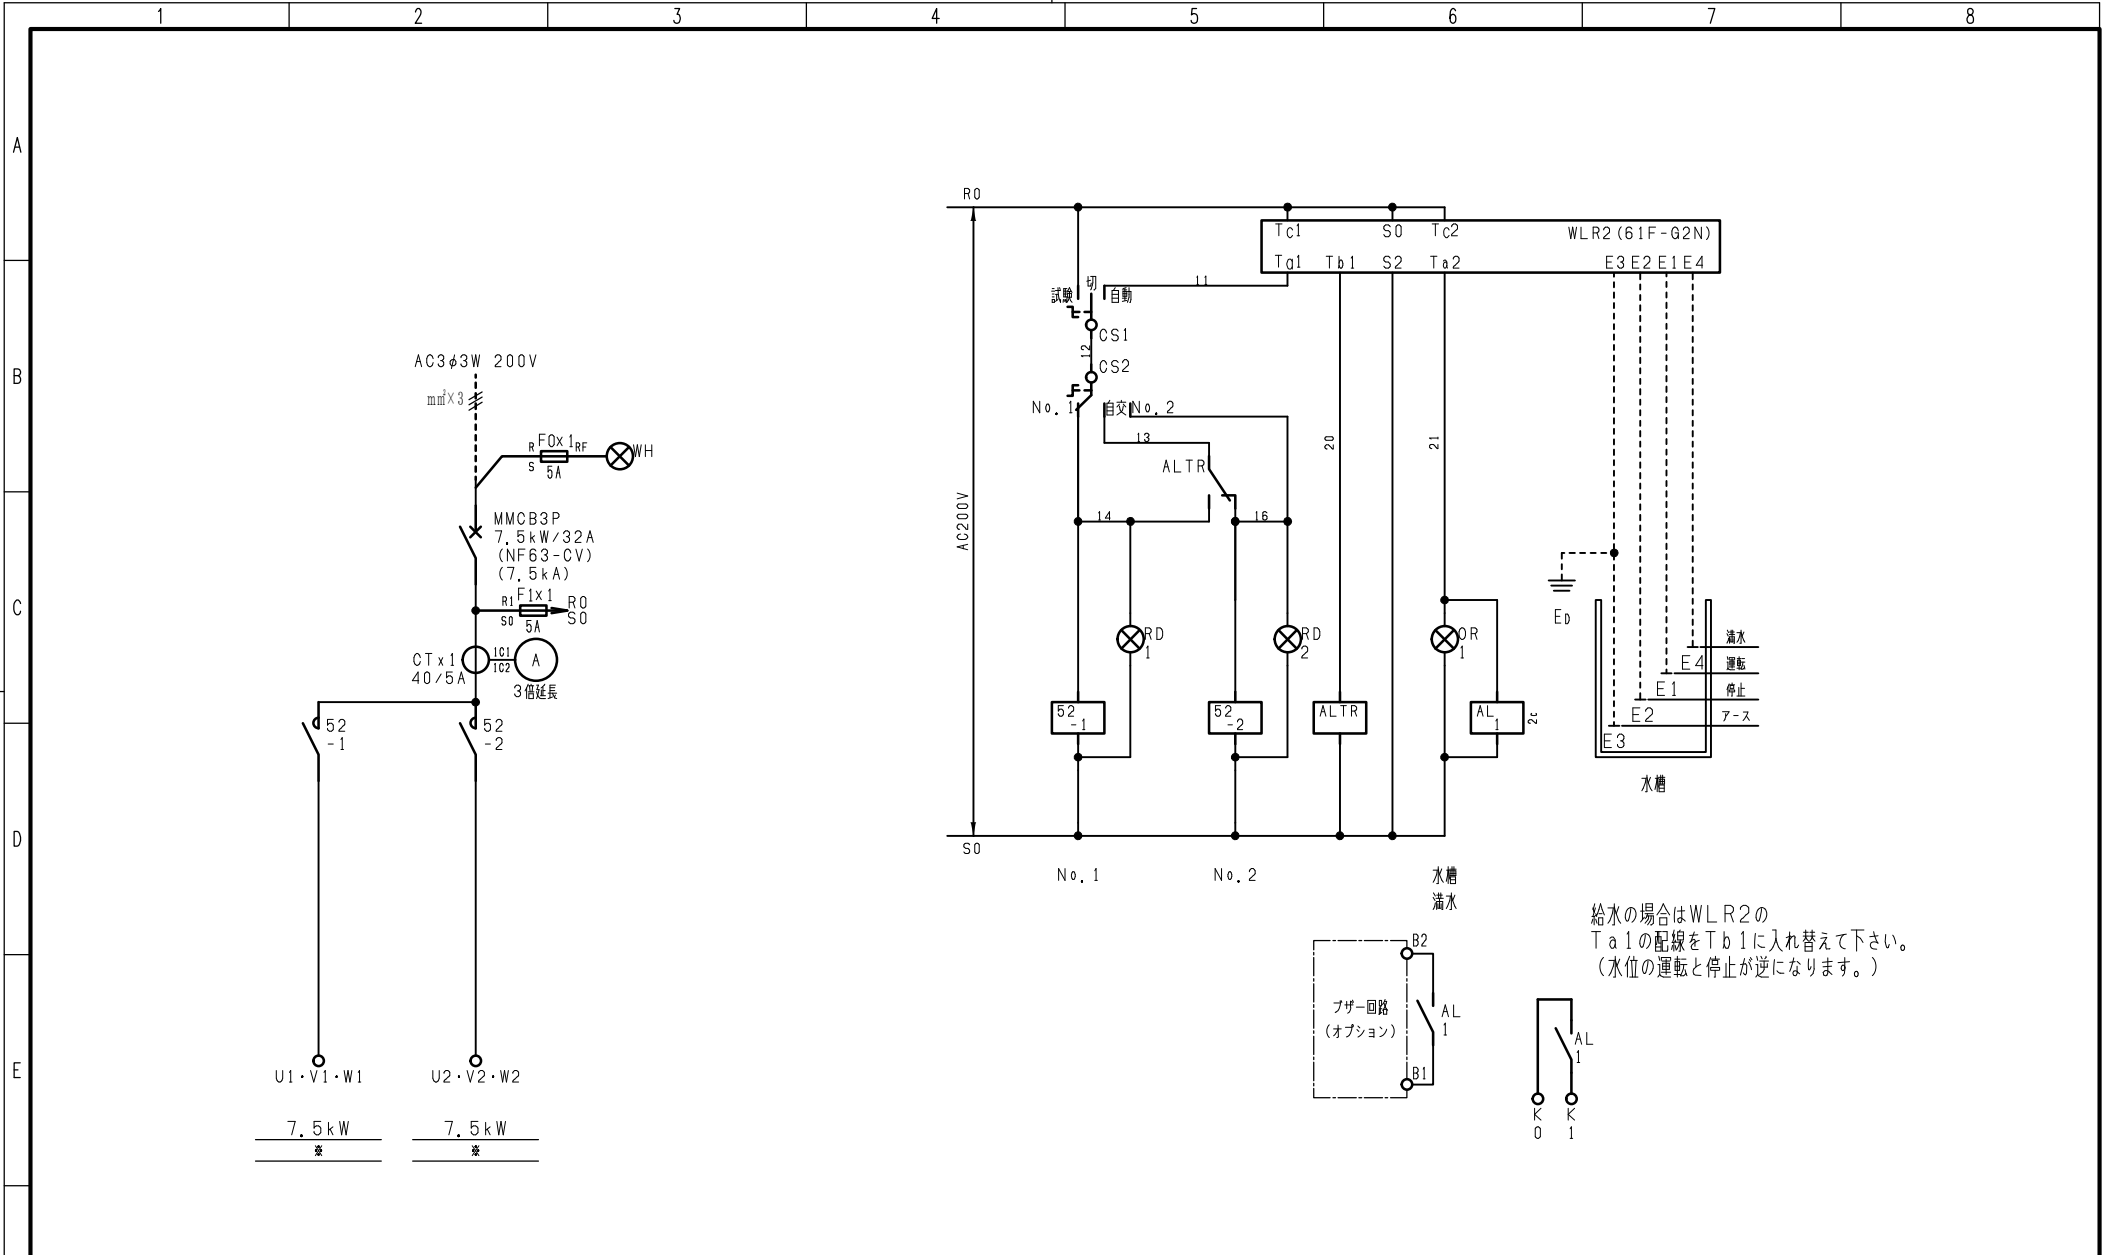 1 2 3 4 5 6 7 8
A
B
C
D
E
AC3φ3W 200V
mm²×3
R F0x1 RF
S 5A
WH
MMCB3P
7.5kW/32A
(NF63-CV)
(7.5kA)
R1 F1x1 R0
S0 5A S0
CTx1
40/5A
1C1
1C2
A
3倍延長
52
-1
52
-2
U1・V1・W1
U2・V2・W2
7.5kW
※
7.5kW
※
R0
AC200V
S0
Tc1 S0 Tc2 WLR2(61F-G2N)
Ta1 Tb1 S2 Ta2 E3 E2 E1 E4
試験 切 自動
11
CS1
12
CS2
No.1 自交 No.2
13
ALTR
14
16
20
21
RD
1
RD
2
OR
1
52
-1
52
-2
ALTR
AL
1
2c
No.1
No.2
水槽
満水
ED
満水
E4 運転
E1 停止
E2 アース
E3
水槽
給水の場合はWLR2の
Ta1の配線をTb1に入れ替えて下さい。
(水位の運転と停止が逆になります。)
B2
ブザー回路
(オプション)
AL
1
B1
AL
1
K
0
K
1